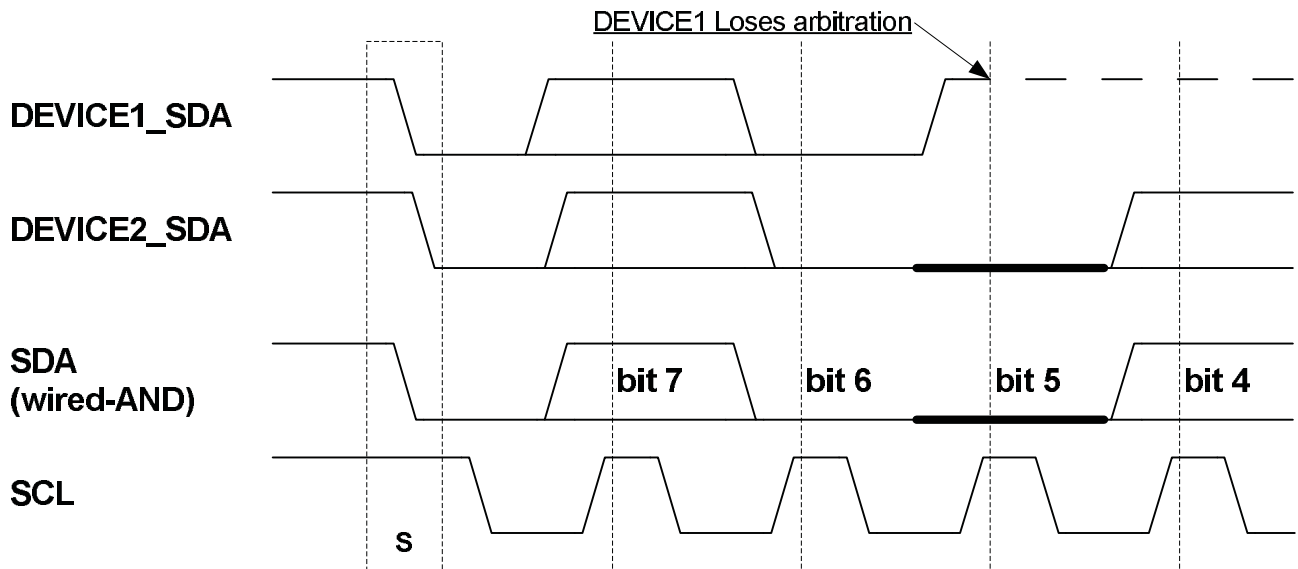 DEVICE1 Loses arbitration
DEVICE1_SDA
DEVICE2_SDA
SDA
(wired-AND)
bit 7 bit 6 bit 5 bit 4
SCL
S